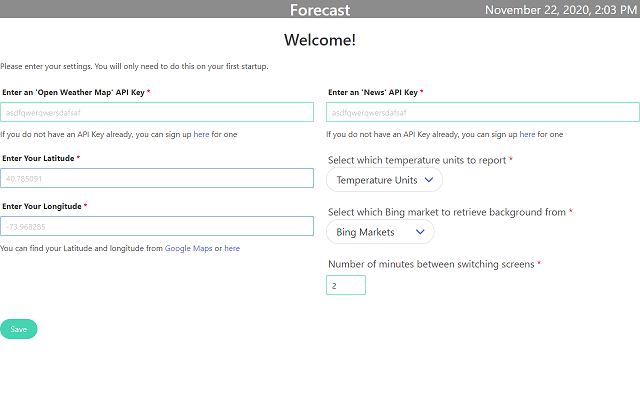 Forecast
November 22, 2020, 2:03 PM
Welcome!
Please enter your settings. You will only need to do this on your first startup.
Enter an 'Open Weather Map' API Key *
asdfqwerqwersdafsaf
If you do not have an API Key already, you can sign up here for one
Enter Your Latitude *
40.785091
Enter Your Longitude *
-73.968285
You can find your Latitude and longitude from Google Maps or here
Enter an 'News' API Key *
asdfqwerqwersdafsaf
If you do not have an API Key already, you can sign up here for one
Select which temperature units to report *
Temperature Units
Select which Bing market to retrieve background from *
Bing Markets
Number of minutes between switching screens *
2
Save